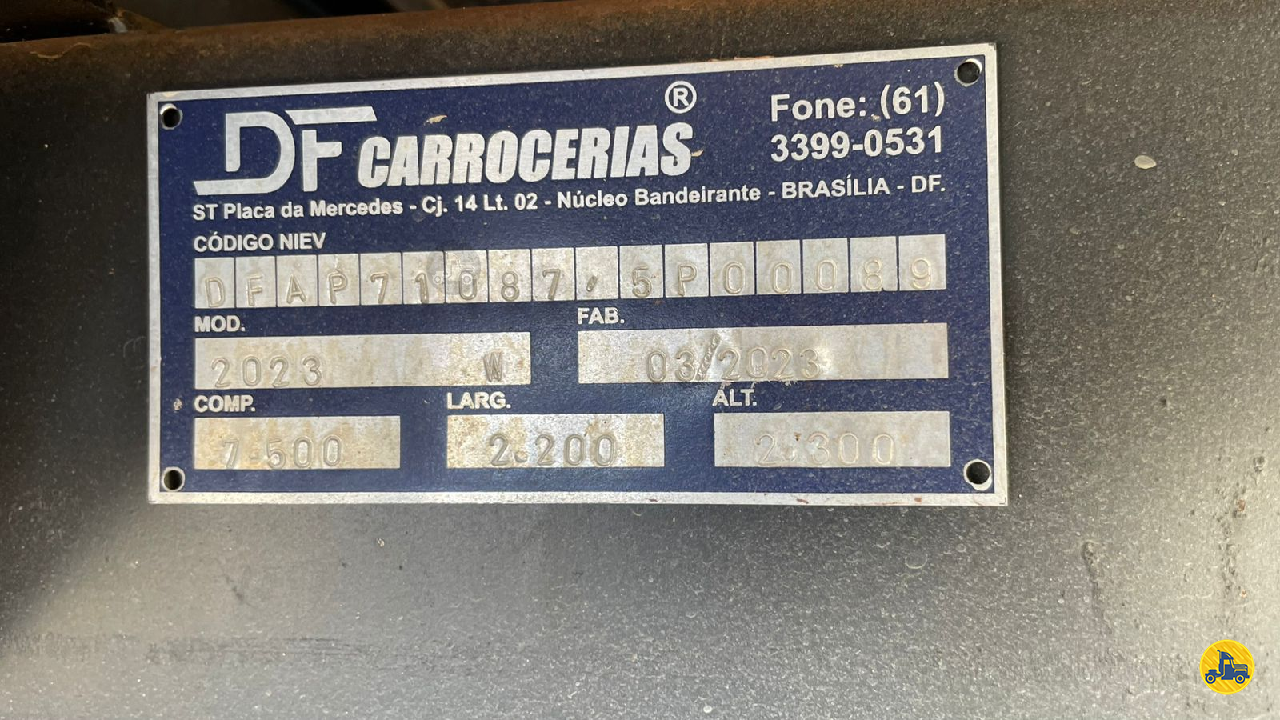 DF CARROCERIAS ®
Fone: (61)
3399-0531
ST Placa da Mercedes - Cj. 14 Lt. 02 - Núcleo Bandeirante - BRASÍLIA - DF.
CÓDIGO NIEV
DFAP71087,5P00089
MOD. FAB.
2023 W 03/2023
COMP. LARG. ALT.
7.500 2.200 2.300